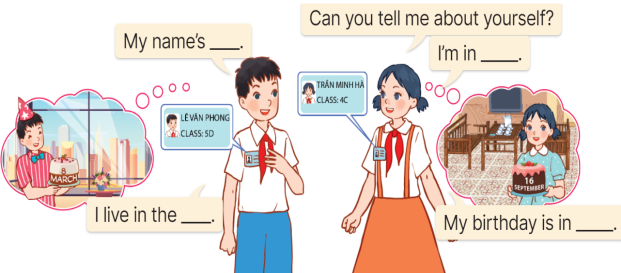 Can you tell me about yourself?
My name's ___.
I'm in ____.
TRẦN MINH HÀ
CLASS: 4C
LÊ VĂN PHONG
CLASS: 5D
8
MARCH
16
SEPTEMBER
I live in the ___.
My birthday is in ____.